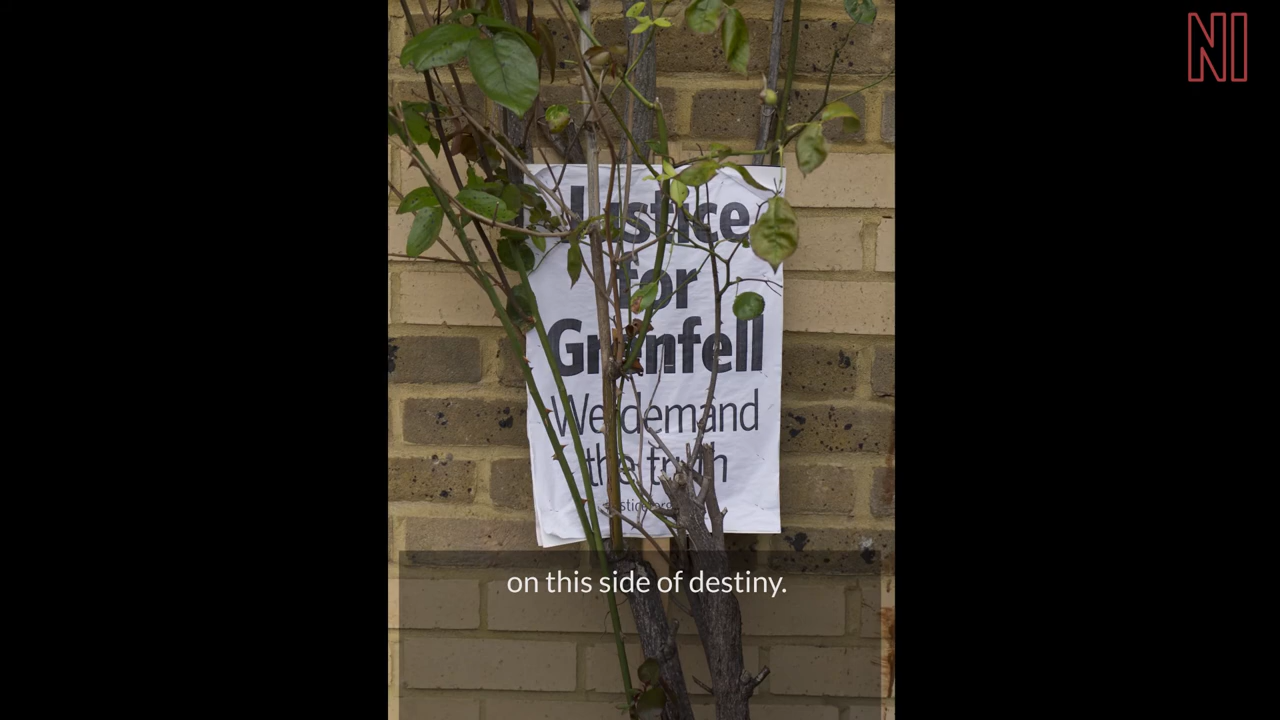 NI
Justice
for
Grenfell
We demand
the truth
on this side of destiny.